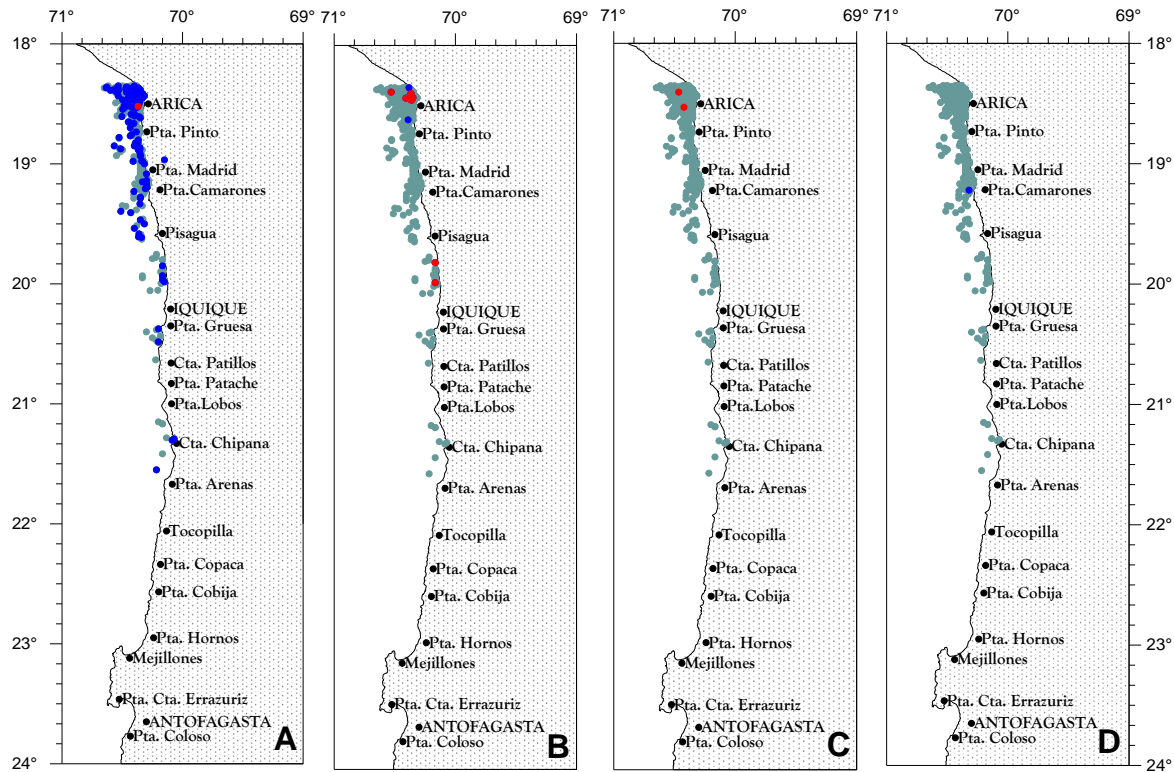 71° 70° 69° 71° 70° 69° 71° 70° 69° 71° 70° 69°
18°
19°
20°
21°
22°
23°
24°
ARICA
Pta. Pinto
Pta. Madrid
Pta.Camarones
Pisagua
IQUIQUE
Pta. Gruesa
Cta. Patillos
Pta. Patache
Pta.Lobos
Cta. Chipana
Pta. Arenas
Tocopilla
Pta. Copaca
Pta. Cobija
Pta. Hornos
Mejillones
Pta. Cta. Errazuriz
ANTOFAGASTA
Pta. Coloso
A
ARICA
Pta. Pinto
Pta. Madrid
Pta.Camarones
Pisagua
IQUIQUE
Pta. Gruesa
Cta. Patillos
Pta. Patache
Pta.Lobos
Cta. Chipana
Pta. Arenas
Tocopilla
Pta. Copaca
Pta. Cobija
Pta. Hornos
Mejillones
Pta. Cta. Errazuriz
ANTOFAGASTA
Pta. Coloso
B
ARICA
Pta. Pinto
Pta. Madrid
Pta.Camarones
Pisagua
IQUIQUE
Pta. Gruesa
Cta. Patillos
Pta. Patache
Pta.Lobos
Cta. Chipana
Pta. Arenas
Tocopilla
Pta. Copaca
Pta. Cobija
Pta. Hornos
Mejillones
Pta. Cta. Errazuriz
ANTOFAGASTA
Pta. Coloso
C
ARICA
Pta. Pinto
Pta. Madrid
Pta. Camarones
Pisagua
IQUIQUE
Pta. Gruesa
Cta. Patillos
Pta. Patache
Pta.Lobos
Cta. Chipana
Pta. Arenas
Tocopilla
Pta. Copaca
Pta. Cobija
Pta. Hornos
Mejillones
Pta. Cta. Errazuriz
ANTOFAGASTA
Pta. Coloso
D
18°
19°
20°
21°
22°
23°
24°